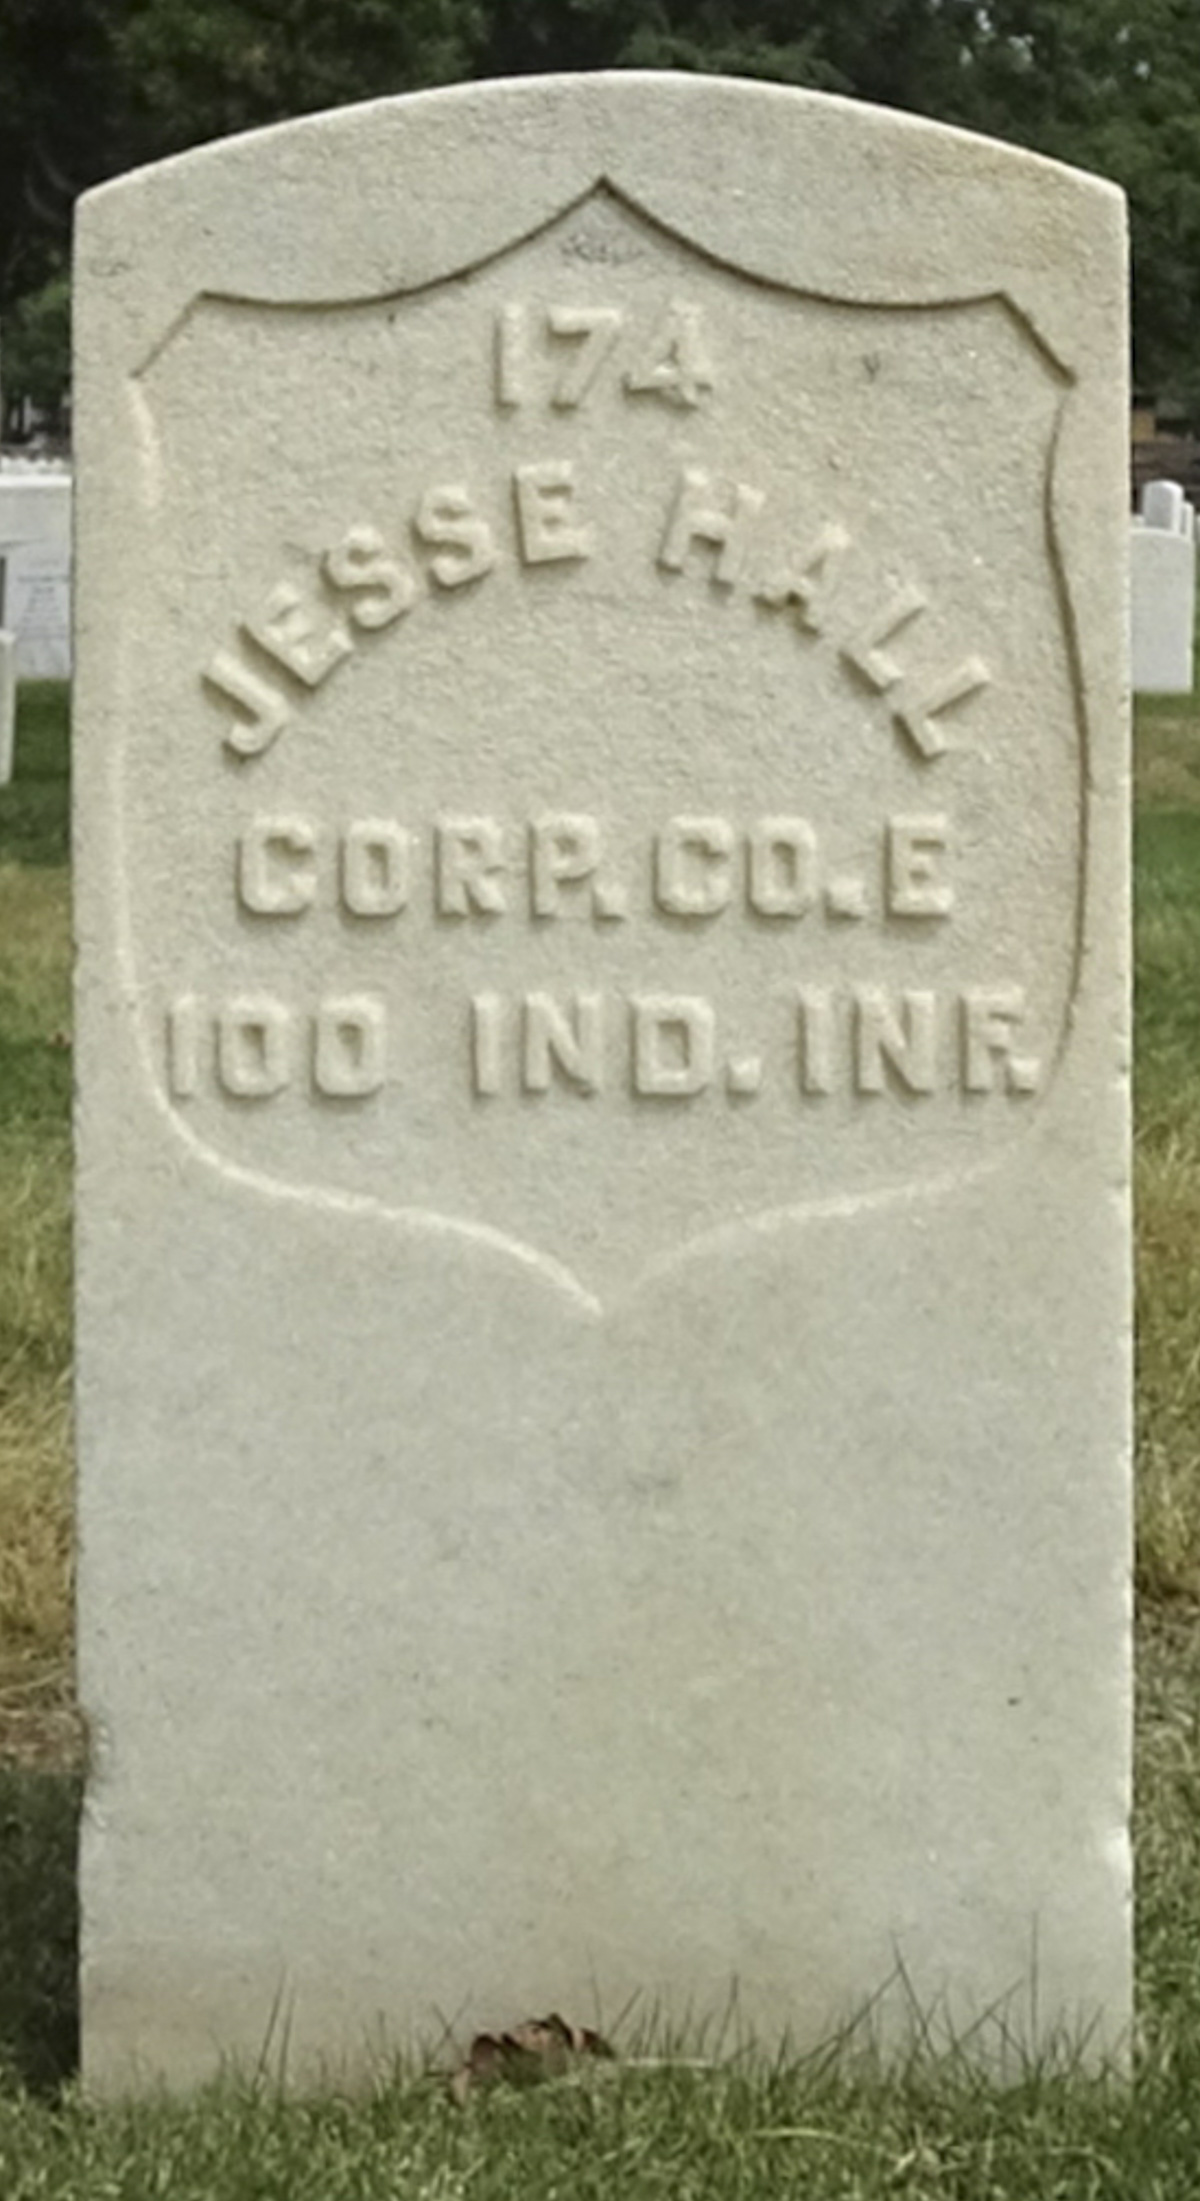 174
JESSE HALL
CORP. CO. E
100 IND. INF.